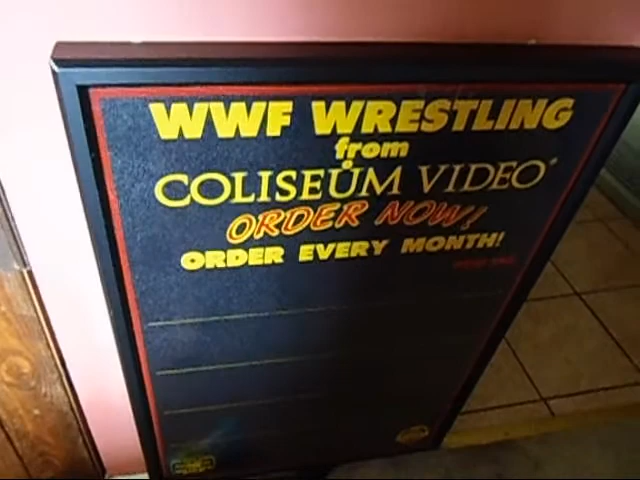 WWF WRESTLING
from
COLISEUM VIDEO
ORDER NOW!
ORDER EVERY MONTH!